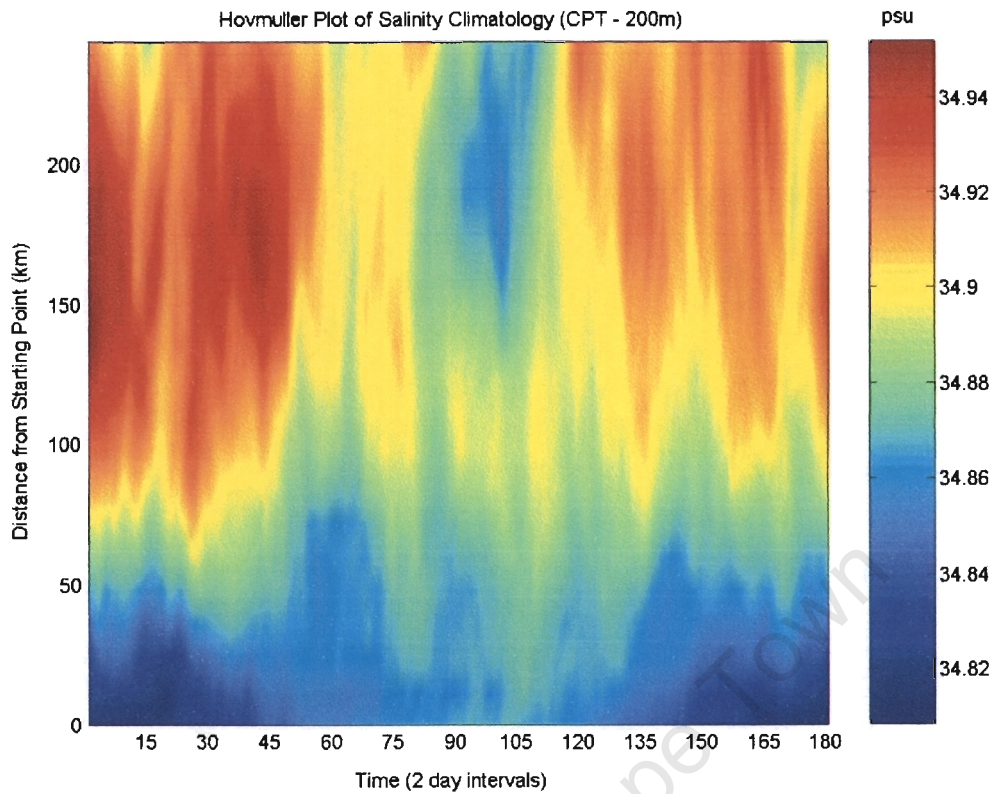 Hovmuller Plot of Salinity Climatology (CPT - 200m)
psu
34.94
34.92
34.9
34.88
34.86
34.84
34.82
Distance from Starting Point (km)
200
150
100
50
0
15 30 45 60 75 90 105 120 135 150 165 180
Time (2 day intervals)
pe Town